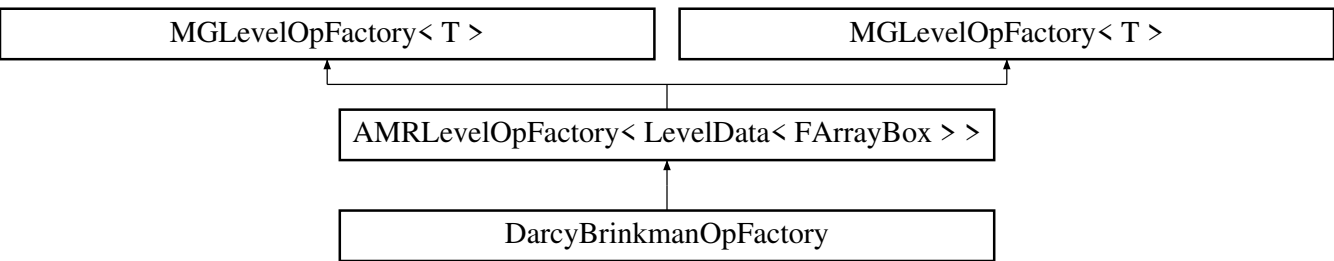 MGLevelOpFactory< T >
MGLevelOpFactory< T >
AMRLevelOpFactory< LevelData< FArrayBox > >
DarcyBrinkmanOpFactory